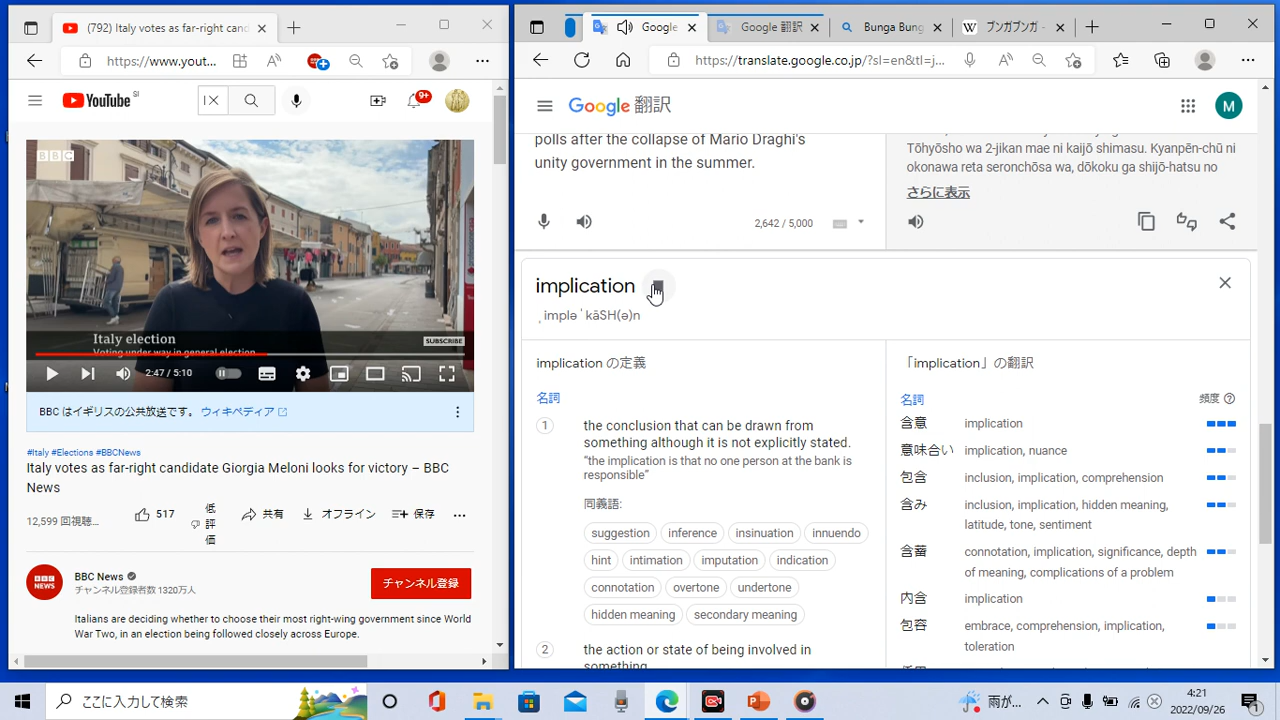 (792) Italy votes as far-right cand
https://www.yout...
YouTube SI
9+
BBC
Italy election
Voting under way in general election
SUBSCRIBE
2:47 / 5:10
BBC はイギリスの公共放送です。 ウィキペディア
#Italy #Elections #BBCNews
Italy votes as far-right candidate Giorgia Meloni looks for victory – BBC
News
12,599 回視聴...
517
低評価
共有
オフライン
保存
BBC NEWS
BBC News
チャンネル登録者数 1320万人
チャンネル登録
Italians are deciding whether to choose their most right-wing government since World
War Two, in an election being followed closely across Europe.
Google
Google 翻訳
Bunga Bung
ブンガブンガ -
https://translate.google.co.jp/?sl=en&tl=j...
Google 翻訳
M
polls after the collapse of Mario Draghi's
unity government in the summer.
2,642 / 5,000
Tōhyōsho wa 2-jikan mae ni kaijō shimasu. Kyanpēn-chū ni
okonawa reta seronchōsa wa, dōkoku ga shijō-hatsu no
さらに表示
implication
ˌimpləˈkāSH(ə)n
implication の定義
名詞
1
the conclusion that can be drawn from
something although it is not explicitly stated.
"the implication is that no one person at the bank is
responsible"
同義語:
suggestion inference insinuation innuendo
hint intimation imputation indication
connotation overtone undertone
hidden meaning secondary meaning
2
the action or state of being involved in
something.
「implication」の翻訳
名詞
頻度
含意 implication
意味合い implication, nuance
包含 inclusion, implication, comprehension
含み inclusion, implication, hidden meaning,
latitude, tone, sentiment
含蓄 connotation, implication, significance, depth
of meaning, complications of a problem
内含 implication
包容 embrace, comprehension, implication,
toleration
ここに入力して検索
雨が...
4:21
2022/09/26
1